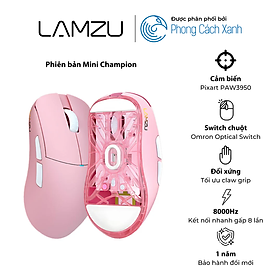 LAMZU
Được phân phối bởi
Phong Cách Xanh
Phiên bản Mini Champion
Cảm biến
Pixart PAW3950
Switch chuột
Omron Optical Switch
Đối xứng
Tối ưu claw grip
8000Hz
Kết nối nhanh gấp 8 lần
1 năm
Bảo hành đổi mới